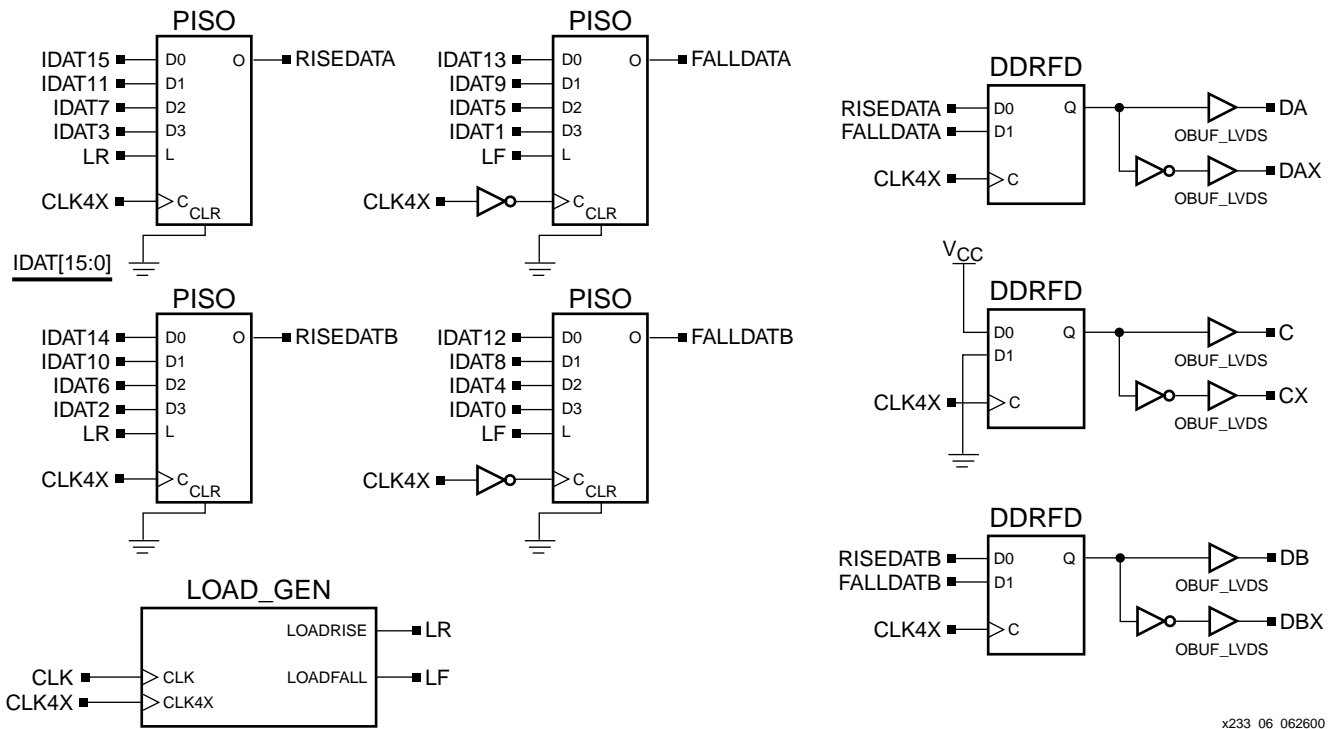 PISO
IDAT15 D0 O RISEDATA
IDAT11 D1
IDAT7 D2
IDAT3 D3
LR L
CLK4X C
CLR
PISO
IDAT13 D0 O FALLDATA
IDAT9 D1
IDAT5 D2
IDAT1 D3
LF L
CLK4X C
CLR
IDAT[15:0]
PISO
IDAT14 D0 O RISEDATB
IDAT10 D1
IDAT6 D2
IDAT2 D3
LR L
CLK4X C
CLR
PISO
IDAT12 D0 O FALLDATB
IDAT8 D1
IDAT4 D2
IDAT0 D3
LF L
CLK4X C
CLR
LOAD_GEN
LOADRISE LR
CLK CLK LOADFALL LF
CLK4X CLK4X
DDRFD
RISEDATA D0 Q DA
FALLDATA D1 OBUF_LVDS
CLK4X C DAX
OBUF_LVDS
VCC
DDRFD
D0 Q C
D1 OBUF_LVDS
CLK4X C CX
OBUF_LVDS
DDRFD
RISEDATB D0 Q DB
FALLDATB D1 OBUF_LVDS
CLK4X C DBX
OBUF_LVDS
x233_06_062600